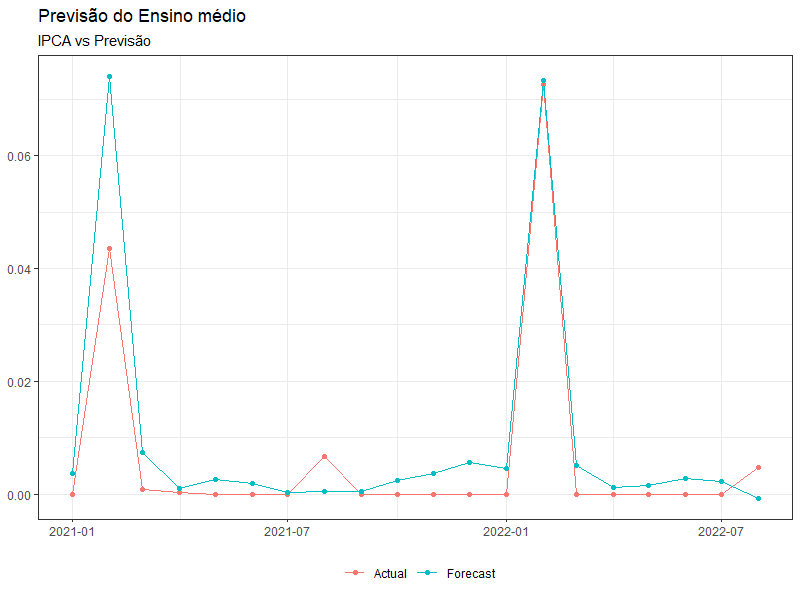 Previsão do Ensino médio
IPCA vs Previsão
0.06
0.04
0.02
0.00
2021-01 2021-07 2022-01 2022-07
Actual Forecast